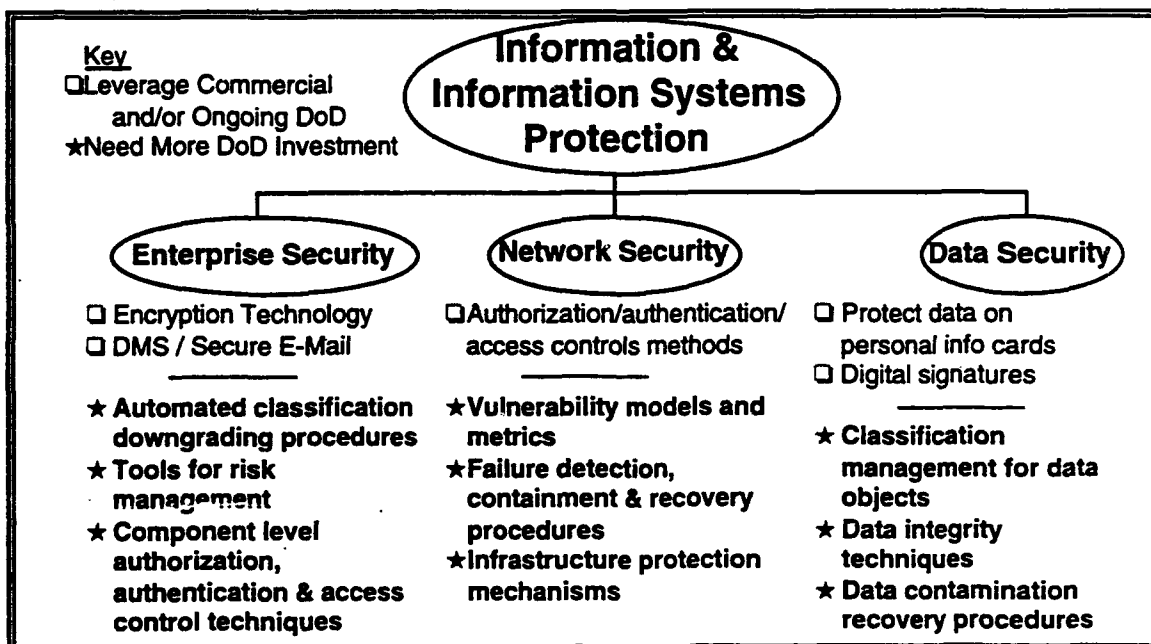 Key
❑Leverage Commercial
and/or Ongoing DoD
★Need More DoD Investment
Information &
Information Systems
Protection
Enterprise Security
❑ Encryption Technology
❑ DMS / Secure E-Mail
★ Automated classification
downgrading procedures
★ Tools for risk
management
★ Component level
authorization,
authentication & access
control techniques
Network Security
❑Authorization/authentication/
access controls methods
★Vulnerability models and
metrics
★Failure detection,
containment & recovery
procedures
★Infrastructure protection
mechanisms
Data Security
❑ Protect data on
personal info cards
❑ Digital signatures
★ Classification
management for data
objects
★ Data integrity
techniques
★ Data contamination
recovery procedures